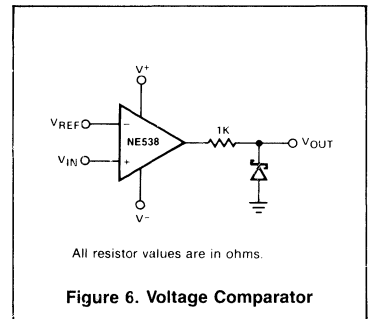 V+
VREF
-
NE538
1K
VOUT
VIN
+
V-
All resistor values are in ohms.
Figure 6. Voltage Comparator